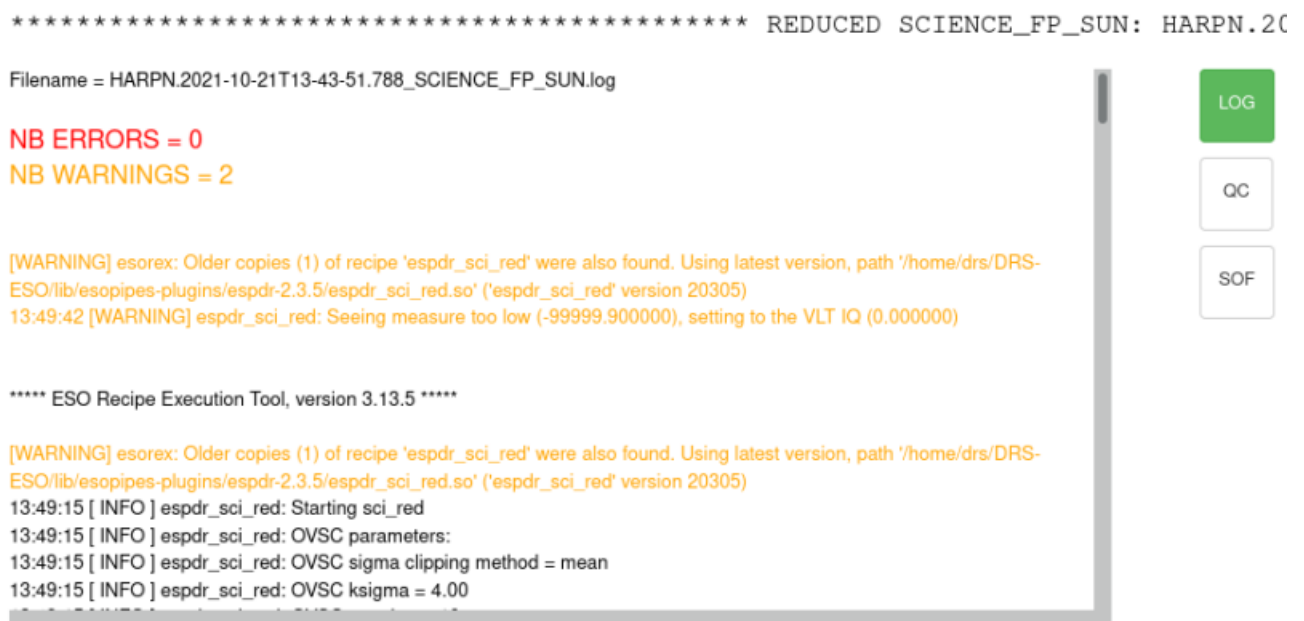 ***************************************** REDUCED SCIENCE_FP_SUN: HARPN.20
Filename = HARPN.2021-10-21T13-43-51.788_SCIENCE_FP_SUN.log
LOG
NB ERRORS = 0
NB WARNINGS = 2
QC
[WARNING] esorex: Older copies (1) of recipe 'espdr_sci_red' were also found. Using latest version, path '/home/drs/DRS-
ESO/lib/esopipes-plugins/espdr-2.3.5/espdr_sci_red.so' ('espdr_sci_red' version 20305)
SOF
13:49:42 [WARNING] espdr_sci_red: Seeing measure too low (-99999.900000), setting to the VLT IQ (0.000000)
***** ESO Recipe Execution Tool, version 3.13.5 *****
[WARNING] esorex: Older copies (1) of recipe 'espdr_sci_red' were also found. Using latest version, path '/home/drs/DRS-
ESO/lib/esopipes-plugins/espdr-2.3.5/espdr_sci_red.so' ('espdr_sci_red' version 20305)
13:49:15 [ INFO ] espdr_sci_red: Starting sci_red
13:49:15 [ INFO ] espdr_sci_red: OVSC parameters:
13:49:15 [ INFO ] espdr_sci_red: OVSC sigma clipping method = mean
13:49:15 [ INFO ] espdr_sci_red: OVSC ksigma = 4.00